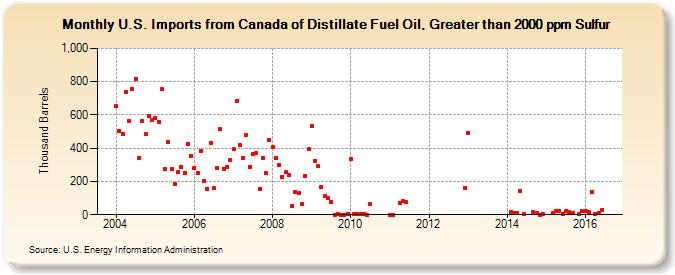 Monthly U.S. Imports from Canada of Distillate Fuel Oil, Greater than 2000 ppm Sulfur
Thousand Barrels
1,000
800
600
400
200
0
2004 2006 2008 2010 2012 2014 2016
Source: U.S. Energy Information Administration